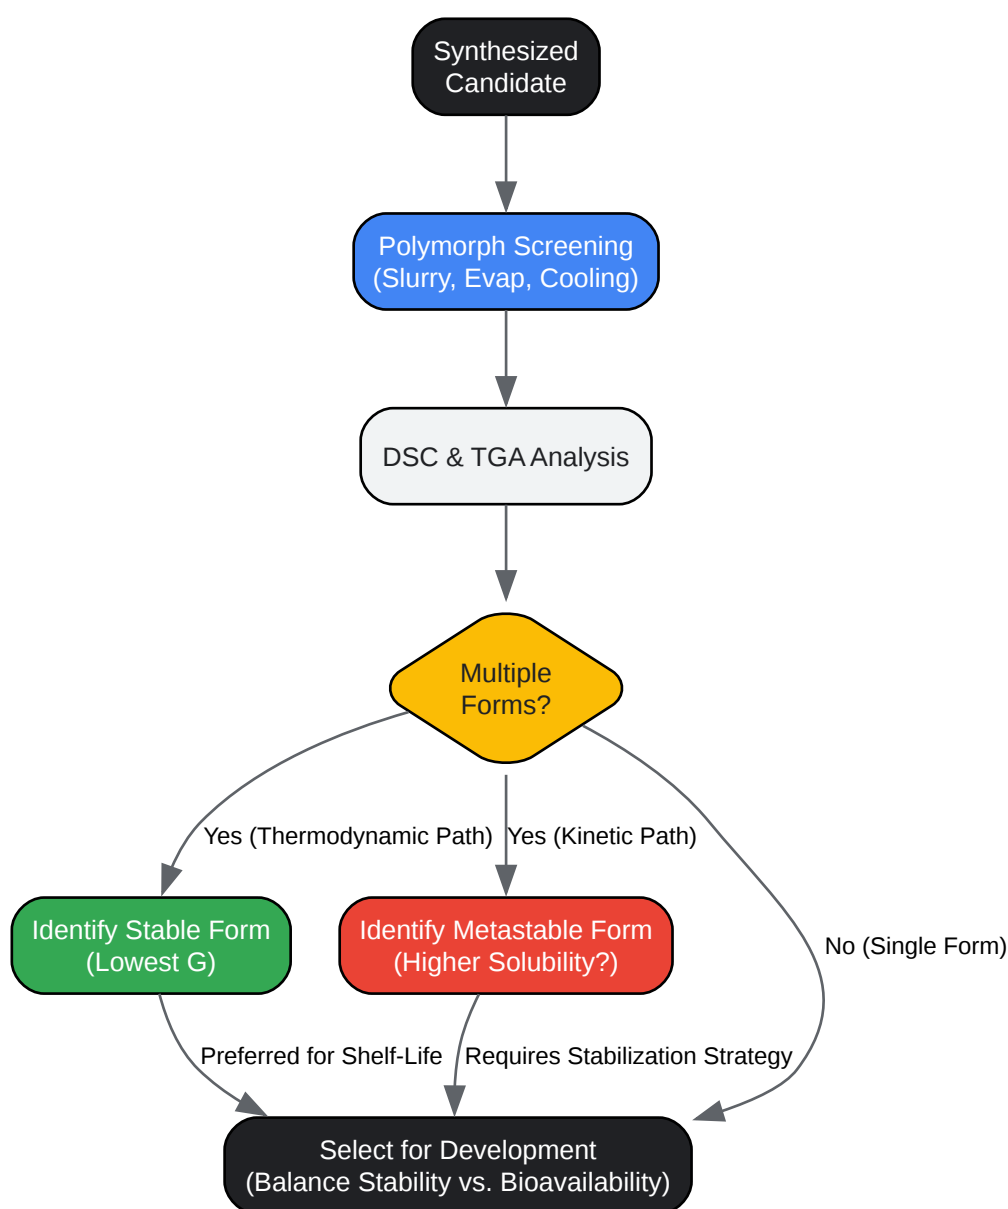 Synthesized
Candidate
Polymorph Screening
(Slurry, Evap, Cooling)
DSC & TGA Analysis
Multiple
Forms?
Yes (Thermodynamic Path)
Yes (Kinetic Path)
No (Single Form)
Identify Stable Form
(Lowest G)
Identify Metastable Form
(Higher Solubility?)
Preferred for Shelf-Life
Requires Stabilization Strategy
Select for Development
(Balance Stability vs. Bioavailability)